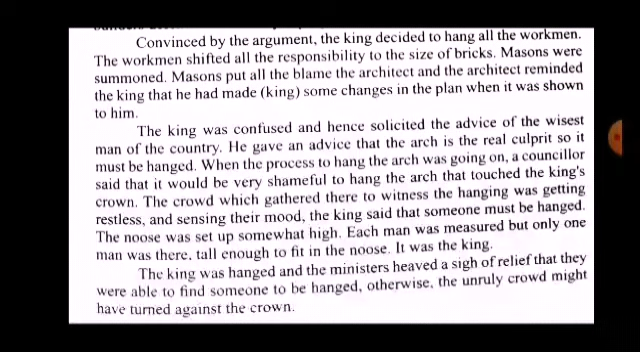 Convinced by the argument, the king decided to hang all the workmen.
The workmen shifted all the responsibility to the size of bricks. Masons were
summoned. Masons put all the blame the architect and the architect reminded
the king that he had made (king) some changes in the plan when it was shown
to him.
The king was confused and hence solicited the advice of the wisest
man of the country. He gave an advice that the arch is the real culprit so it
must be hanged. When the process to hang the arch was going on, a councillor
said that it would be very shameful to hang the arch that touched the king's
crown. The crowd which gathered there to witness the hanging was getting
restless, and sensing their mood, the king said that someone must be hanged.
The noose was set up somewhat high. Each man was measured but only one
man was there, tall enough to fit in the noose. It was the king.
The king was hanged and the ministers heaved a sigh of relief that they
were able to find someone to be hanged, otherwise, the unruly crowd might
have turned against the crown.